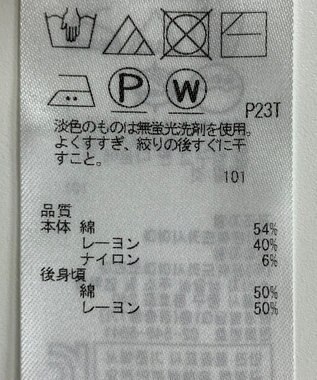 P W
P23T
淡色のものは無蛍光洗剤を使用。
よくすすぎ、絞りの後すぐに干
すこと。
101
品質
本体 綿 54%
レーヨン 40%
ナイロン 6%
後身頃
綿 50%
レーヨン 50%